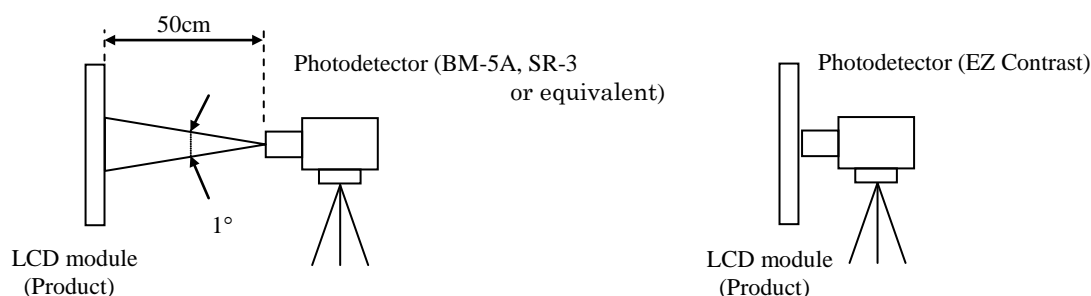 50cm
Photodetector (BM-5A, SR-3
or equivalent)
1°
LCD module
(Product)
Photodetector (EZ Contrast)
LCD module
(Product)